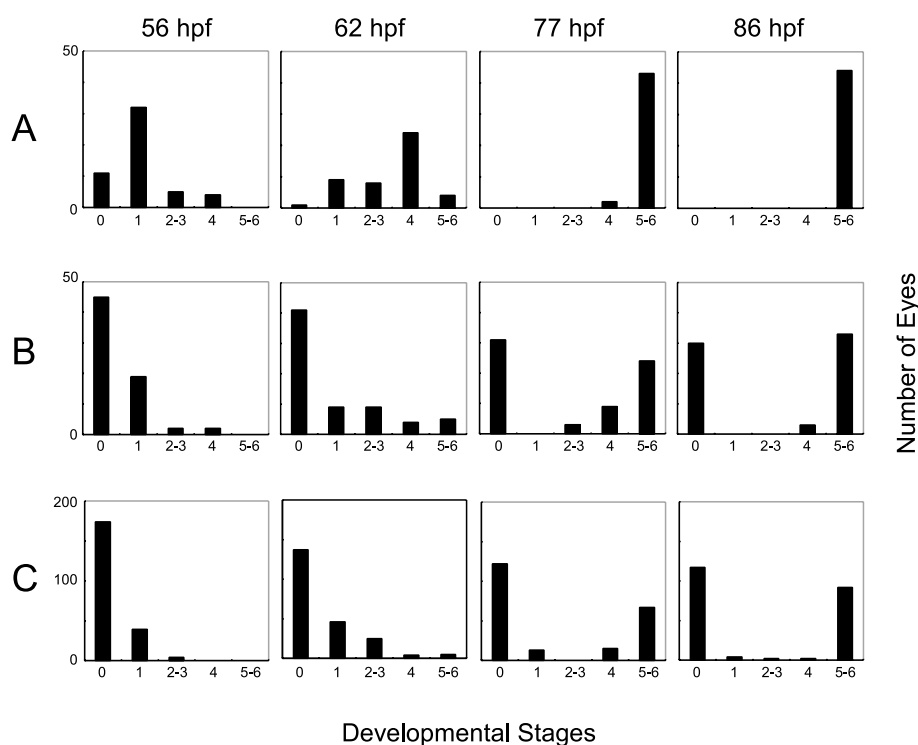 56 hpf 62 hpf 77 hpf 86 hpf
A
50
0
0 1 2-3 4 5-6 0 1 2-3 4 5-6 0 1 2-3 4 5-6 0 1 2-3 4 5-6
B
50
0
0 1 2-3 4 5-6 0 1 2-3 4 5-6 0 1 2-3 4 5-6 0 1 2-3 4 5-6
Number of Eyes
C
200
100
0
0 1 2-3 4 5-6 0 1 2-3 4 5-6 0 1 2-3 4 5-6 0 1 2-3 4 5-6
Developmental Stages